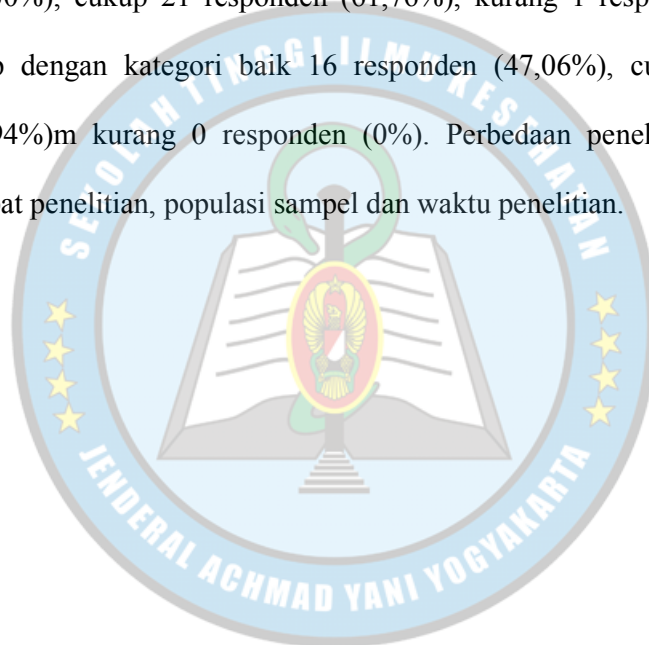 cukup 21 responden (61,76%), kurang 1 resp
dengan kategori baik 16 responden (47,06%), cu
94%)m kurang 0 responden (0%). Perbedaan penel
at penelitian, populasi sampel dan waktu penelitian.
SEKOLAH TINGGI ILMU KESEHATAN
JENDERAL ACHMAD YANI YOGYAKARTA